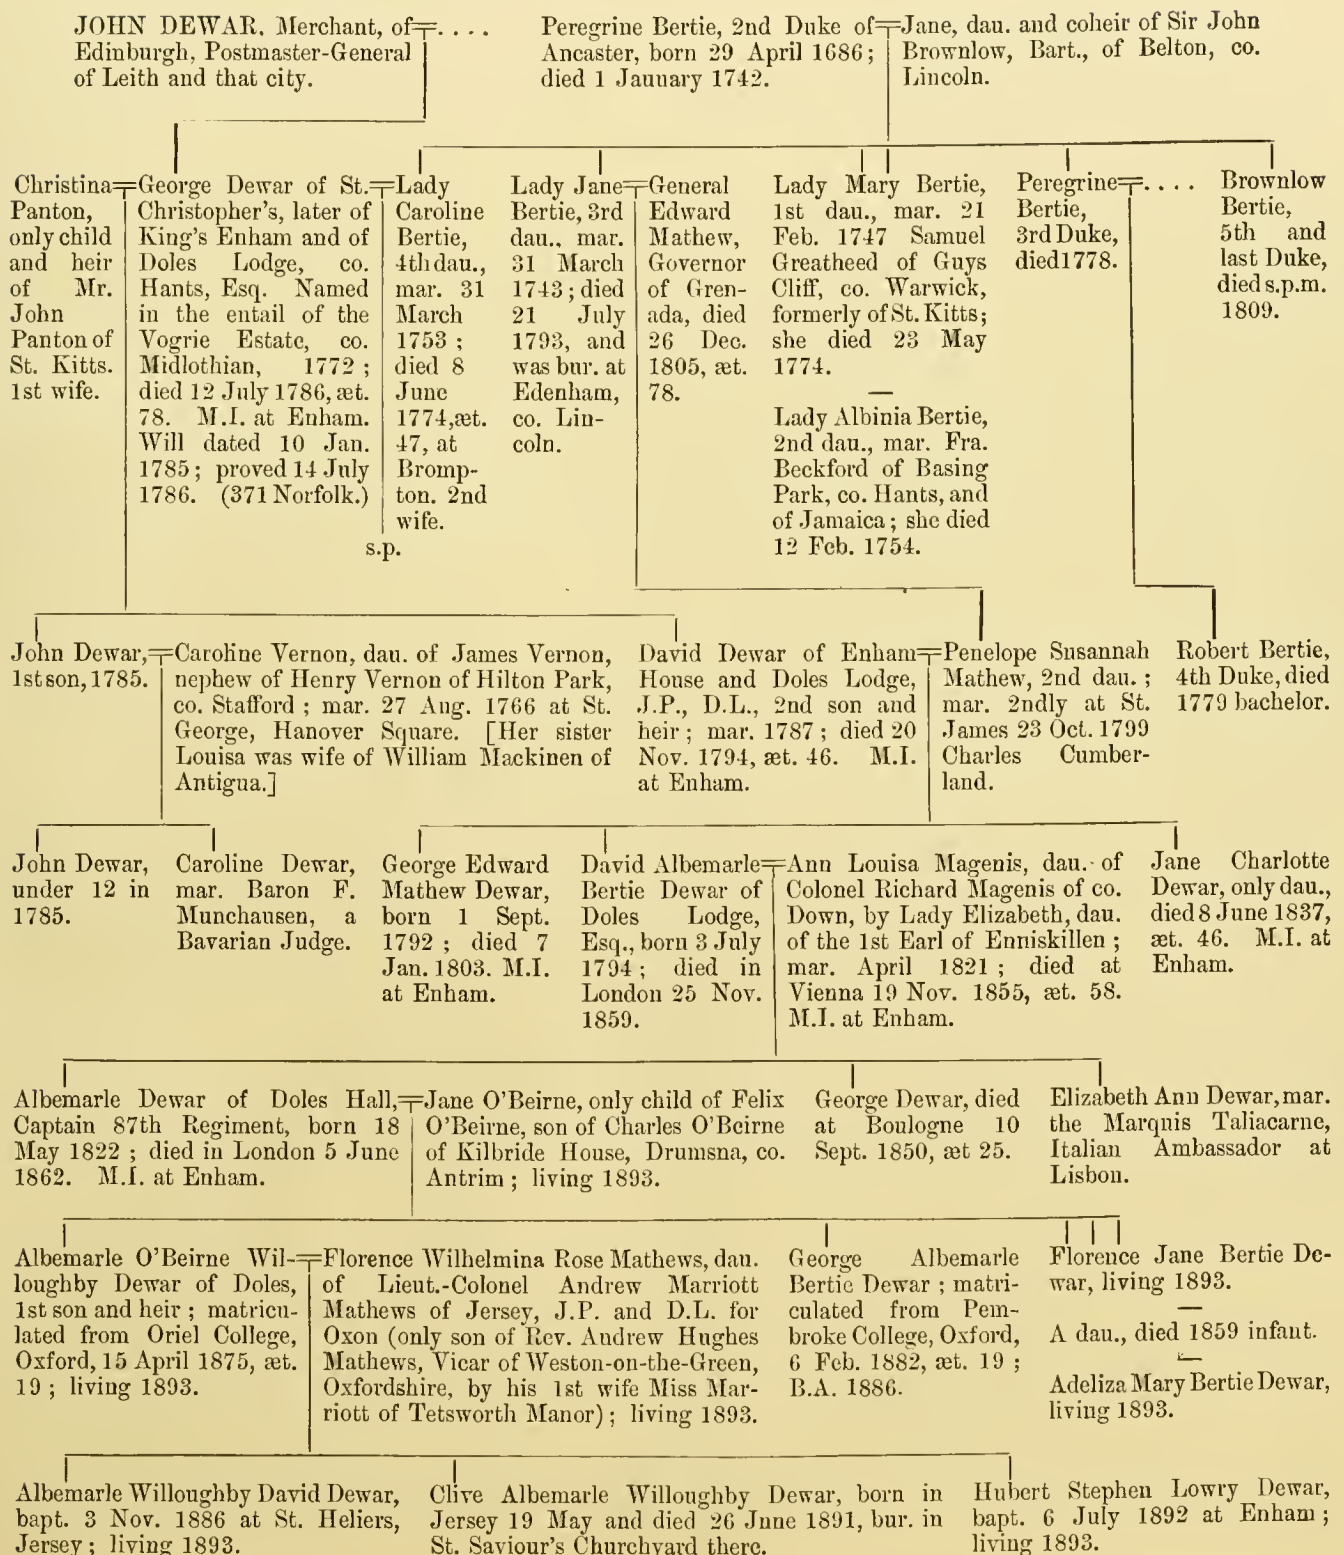 JOHN DEWAR, Merchant, of╤. . . .
Edinburgh, Postmaster-General
of Leith and that city.
Peregrine Bertie, 2nd Duke of╤Jane, dau. and coheir of Sir John
Ancaster, born 29 April 1686; Brownlow, Bart., of Belton, co.
died 1 January 1742. Lincoln.
Christina╤
Panton,
only child
and heir
of Mr.
John
Panton of
St. Kitts.
1st wife.
George Dewar of St.╤
Christopher's, later of
King's Enham and of
Doles Lodge, co.
Hants, Esq. Named
in the entail of the
Vogrie Estate, co.
Midlothian, 1772;
died 12 July 1786, æt.
78. M.I. at Enham.
Will dated 10 Jan.
1785; proved 14 July
1786. (371 Norfolk.)
Lady
Caroline
Bertie,
4th dau.,
mar. 31
March
1753;
died 8
June
1774, æt.
47, at
Bromp-
ton. 2nd
wife.
s.p.
Lady Jane╤
Bertie, 3rd
dau., mar.
31 March
1743; died
21 July
1793, and
was bur. at
Edenham,
co. Lin-
coln.
General
Edward
Mathew,
Governor
of Gren-
ada, died
26 Dec.
1805, æt.
78.
Lady Mary Bertie,
1st dau., mar. 21
Feb. 1747 Samuel
Greatheed of Guys
Cliff, co. Warwick,
formerly of St. Kitts;
she died 23 May
1774.
—
Lady Albinia Bertie,
2nd dau., mar. Fra.
Beckford of Basing
Park, co. Hants, and
of Jamaica; she died
12 Feb. 1754.
Peregrine╤. . . .
Bertie,
3rd Duke,
died 1778.
Brownlow
Bertie,
5th and
last Duke,
died s.p.m.
1809.
John Dewar,╤
1st son, 1785.
Caroline Vernon, dau. of James Vernon,
nephew of Henry Vernon of Hilton Park,
co. Stafford; mar. 27 Aug. 1766 at St.
George, Hanover Square. [Her sister
Louisa was wife of William Mackinen of
Antigua.]
David Dewar of Enham╤
House and Doles Lodge,
J.P., D.L., 2nd son and
heir; mar. 1787; died 20
Nov. 1794, æt. 46. M.I.
at Enham.
Penelope Susannah
Mathew, 2nd dau.;
mar. 2ndly at St.
James 23 Oct. 1799
Charles Cumber-
land.
Robert Bertie,
4th Duke, died
1779 bachelor.
John Dewar,
under 12 in
1785.
Caroline Dewar,
mar. Baron F.
Munchausen, a
Bavarian Judge.
George Edward
Mathew Dewar,
born 1 Sept.
1792; died 7
Jan. 1803. M.I.
at Enham.
David Albemarle╤
Bertie Dewar of
Doles Lodge,
Esq., born 3 July
1794; died in
London 25 Nov.
1859.
Ann Louisa Magenis, dau. of
Colonel Richard Magenis of co.
Down, by Lady Elizabeth, dau.
of the 1st Earl of Enniskillen;
mar. April 1821; died at
Vienna 19 Nov. 1855, æt. 58.
M.I. at Enham.
Jane Charlotte
Dewar, only dau.,
died 8 June 1837,
æt. 46. M.I. at
Enham.
Albemarle Dewar of Doles Hall,╤
Captain 87th Regiment, born 18
May 1822; died in London 5 June
1862. M.I. at Enham.
Jane O'Beirne, only child of Felix
O'Beirne, son of Charles O'Beirne
of Kilbride House, Drumsna, co.
Antrim; living 1893.
George Dewar, died
at Boulogne 10
Sept. 1850, æt 25.
Elizabeth Ann Dewar, mar.
the Marquis Taliacarne,
Italian Ambassador at
Lisbon.
Albemarle O'Beirne Wil-╤
loughby Dewar of Doles,
1st son and heir; matricu-
lated from Oriel College,
Oxford, 15 April 1875, æt.
19; living 1893.
Florence Wilhelmina Rose Mathews, dau.
of Lieut.-Colonel Andrew Marriott
Mathews of Jersey, J.P. and D.L. for
Oxon (only son of Rev. Andrew Hughes
Mathews, Vicar of Weston-on-the-Green,
Oxfordshire, by his 1st wife Miss Mar-
riott of Tetsworth Manor); living 1893.
George Albemarle
Bertie Dewar; matri-
culated from Pem-
broke College, Oxford,
6 Feb. 1882, æt. 19;
B.A. 1886.
Florence Jane Bertie De-
war, living 1893.
—
A dau., died 1859 infant.
—
Adeliza Mary Bertie Dewar,
living 1893.
Albemarle Willoughby David Dewar,
bapt. 3 Nov. 1886 at St. Heliers,
Jersey; living 1893.
Clive Albemarle Willoughby Dewar, born in
Jersey 19 May and died 26 June 1891, bur. in
St. Saviour's Churchyard there.
Hubert Stephen Lowry Dewar,
bapt. 6 July 1892 at Enham;
living 1893.